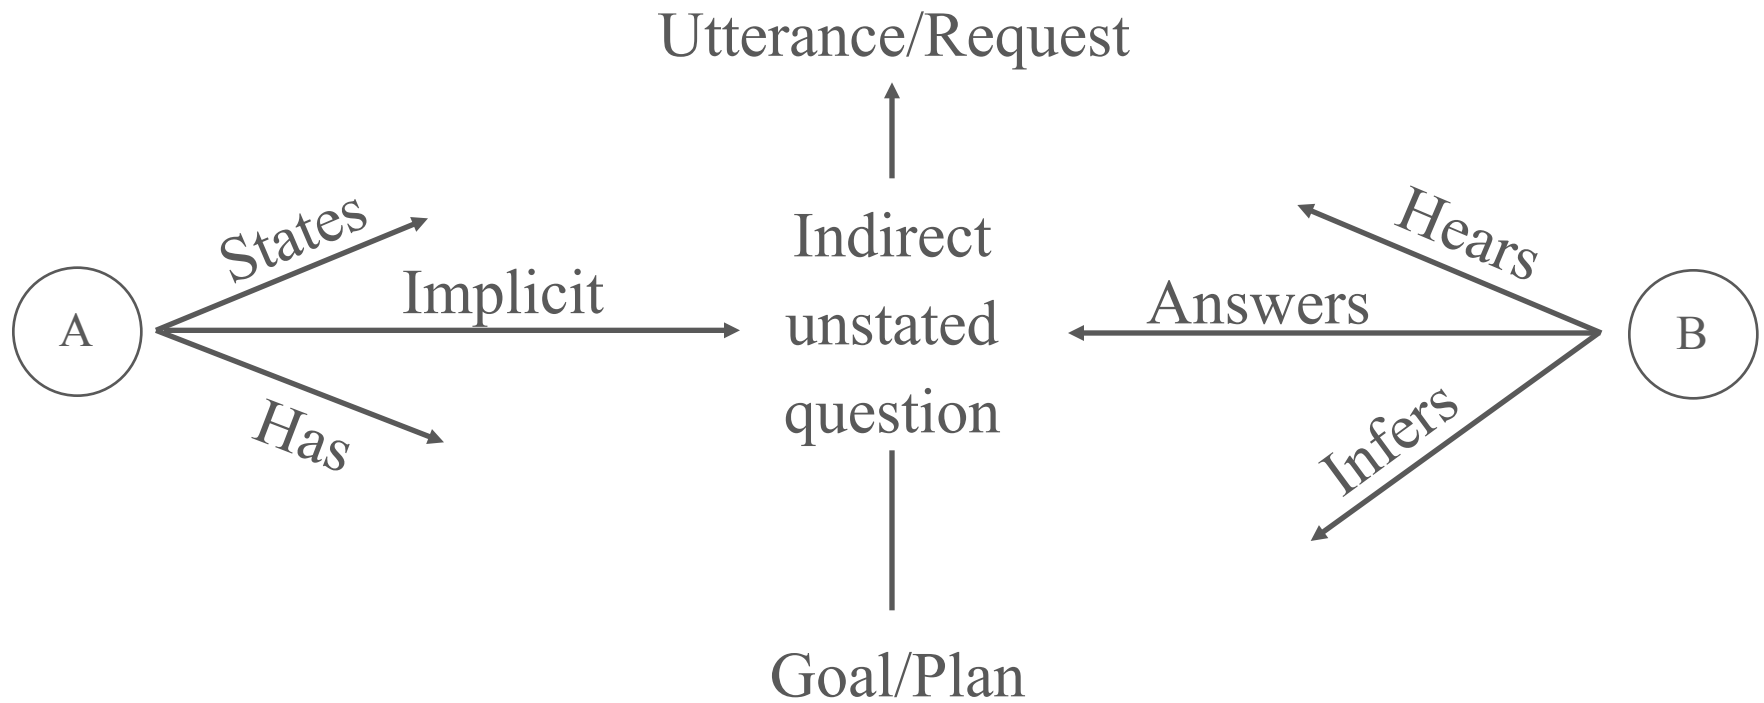 Utterance/Request
States
Hears
Indirect
Implicit
Answers
unstated
A
B
question
Has
Infers
Goal/Plan